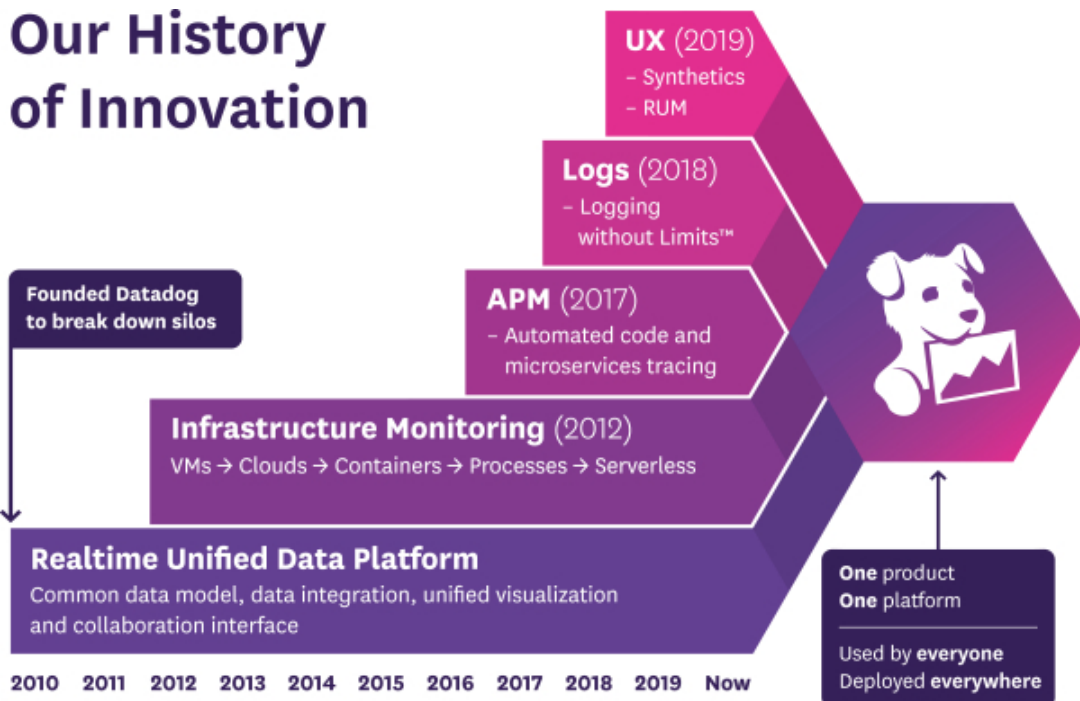 Our History
of Innovation
UX (2019)
– Synthetics
– RUM
Logs (2018)
– Logging
without Limits™
APM (2017)
– Automated code and
microservices tracing
Founded Datadog
to break down silos
Infrastructure Monitoring (2012)
VMs → Clouds → Containers → Processes → Serverless
Realtime Unified Data Platform
Common data model, data integration, unified visualization
and collaboration interface
One product
One platform
Used by everyone
Deployed everywhere
2010 2011 2012 2013 2014 2015 2016 2017 2018 2019 Now